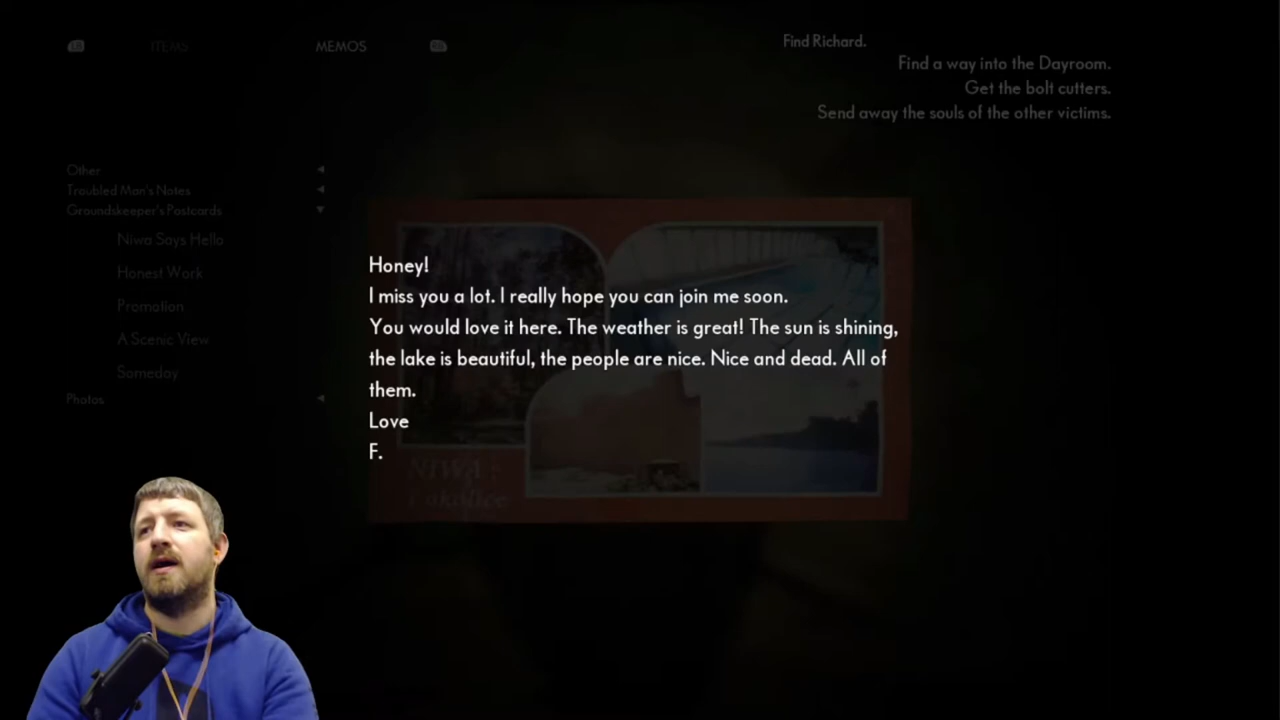 LB
ITEMS
MEMOS
RB
Find Richard.
Find a way into the Dayroom.
Get the bolt cutters.
Send away the souls of the other victims.
Other
Troubled Man's Notes
Groundskeeper's Postcards
Niwa Says Hello
Honest Work
Promotion
A Scenic View
Someday
Photos
Honey!
I miss you a lot. I really hope you can join me soon.
You would love it here. The weather is great! The sun is shining,
the lake is beautiful, the people are nice. Nice and dead. All of
them.
Love
F.
NIWA
i okolice